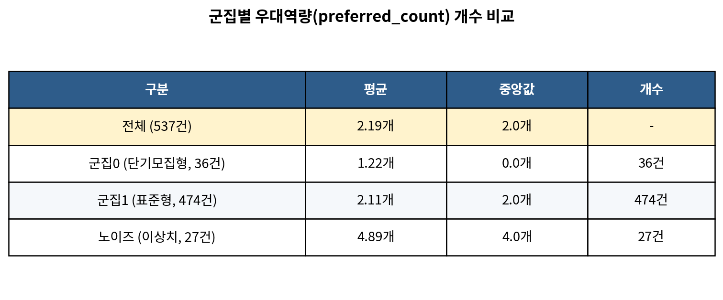 군집별 우대역량(preferred_count) 개수 비교
구분 평균 중앙값 개수
전체 (537건) 2.19개 2.0개 -
군집0 (단기모집형, 36건) 1.22개 0.0개 36건
군집1 (표준형, 474건) 2.11개 2.0개 474건
노이즈 (이상치, 27건) 4.89개 4.0개 27건